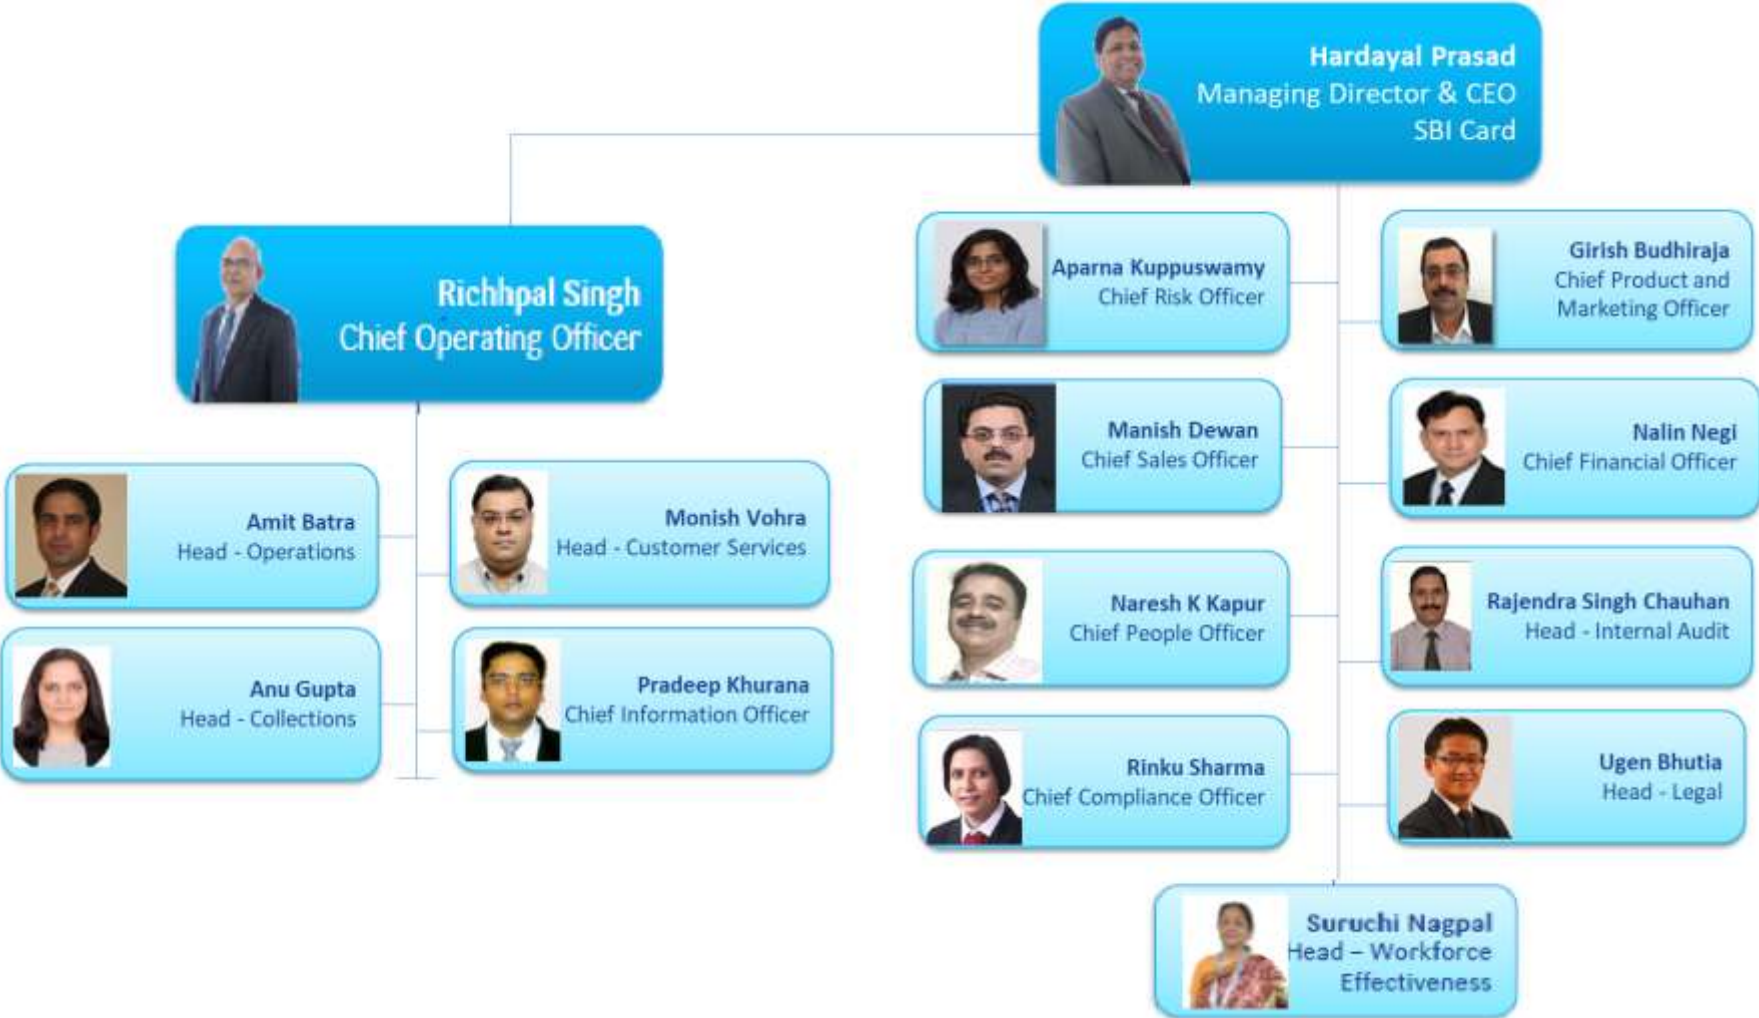 Hardayal Prasad
Managing Director & CEO
SBI Card
Richhpal Singh
Chief Operating Officer
Amit Batra
Head - Operations
Monish Vohra
Head - Customer Services
Anu Gupta
Head - Collections
Pradeep Khurana
Chief Information Officer
Aparna Kuppuswamy
Chief Risk Officer
Girish Budhiraja
Chief Product and
Marketing Officer
Manish Dewan
Chief Sales Officer
Nalin Negi
Chief Financial Officer
Naresh K Kapur
Chief People Officer
Rajendra Singh Chauhan
Head - Internal Audit
Rinku Sharma
Chief Compliance Officer
Ugen Bhutia
Head - Legal
Suruchi Nagpal
Head – Workforce
Effectiveness